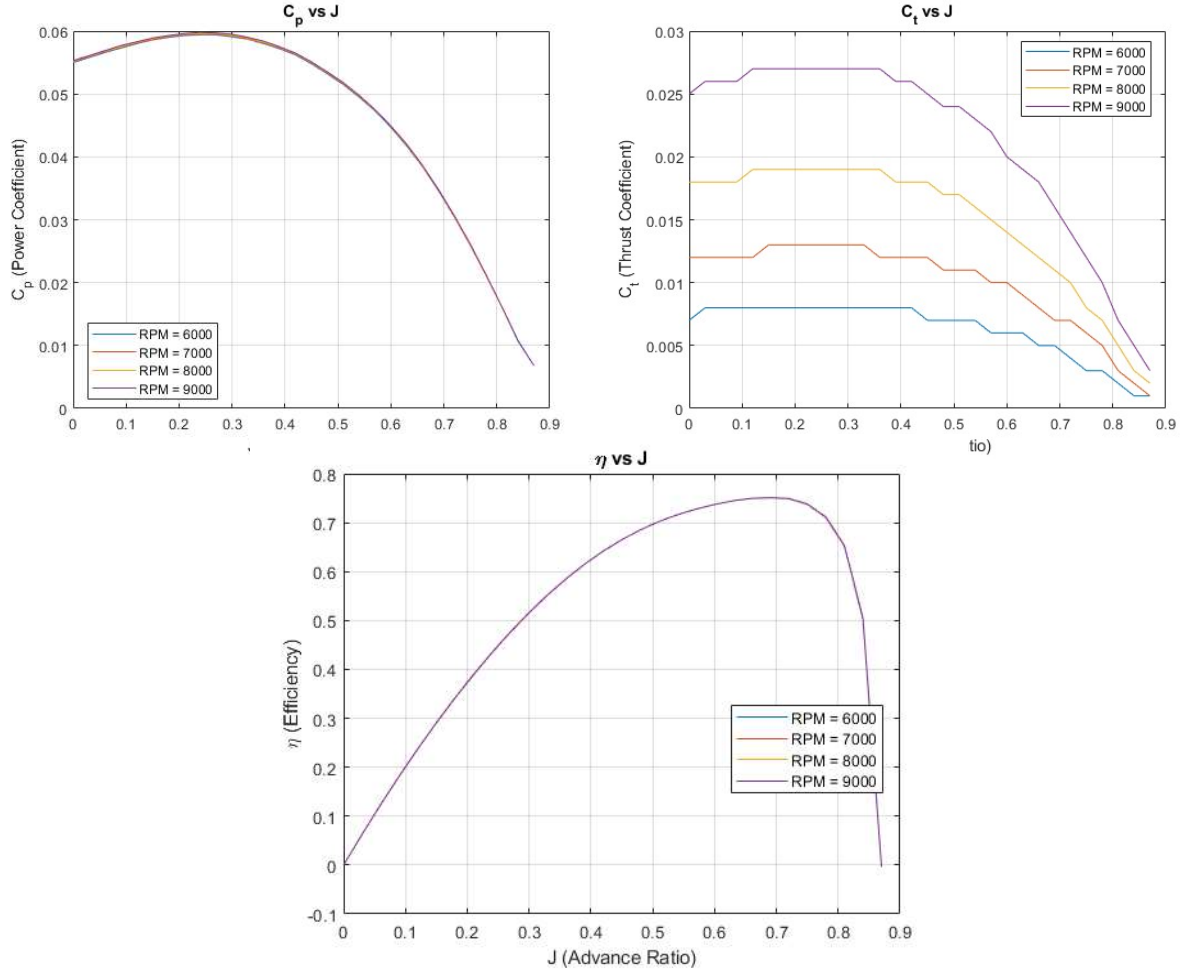 C_p vs J
C_p (Power Coefficient)
0.06
0.05
0.04
0.03
0.02
0.01
0
0 0.1 0.2 0.3 0.4 0.5 0.6 0.7 0.8 0.9
RPM = 6000
RPM = 7000
RPM = 8000
RPM = 9000
C_t vs J
C_t (Thrust Coefficient)
0.03
0.025
0.02
0.015
0.01
0.005
0
0 0.1 0.2 0.3 0.4 0.5 0.6 0.7 0.8 0.9
tio)
RPM = 6000
RPM = 7000
RPM = 8000
RPM = 9000
η vs J
η (Efficiency)
0.8
0.7
0.6
0.5
0.4
0.3
0.2
0.1
0
-0.1
0 0.1 0.2 0.3 0.4 0.5 0.6 0.7 0.8 0.9
J (Advance Ratio)
RPM = 6000
RPM = 7000
RPM = 8000
RPM = 9000